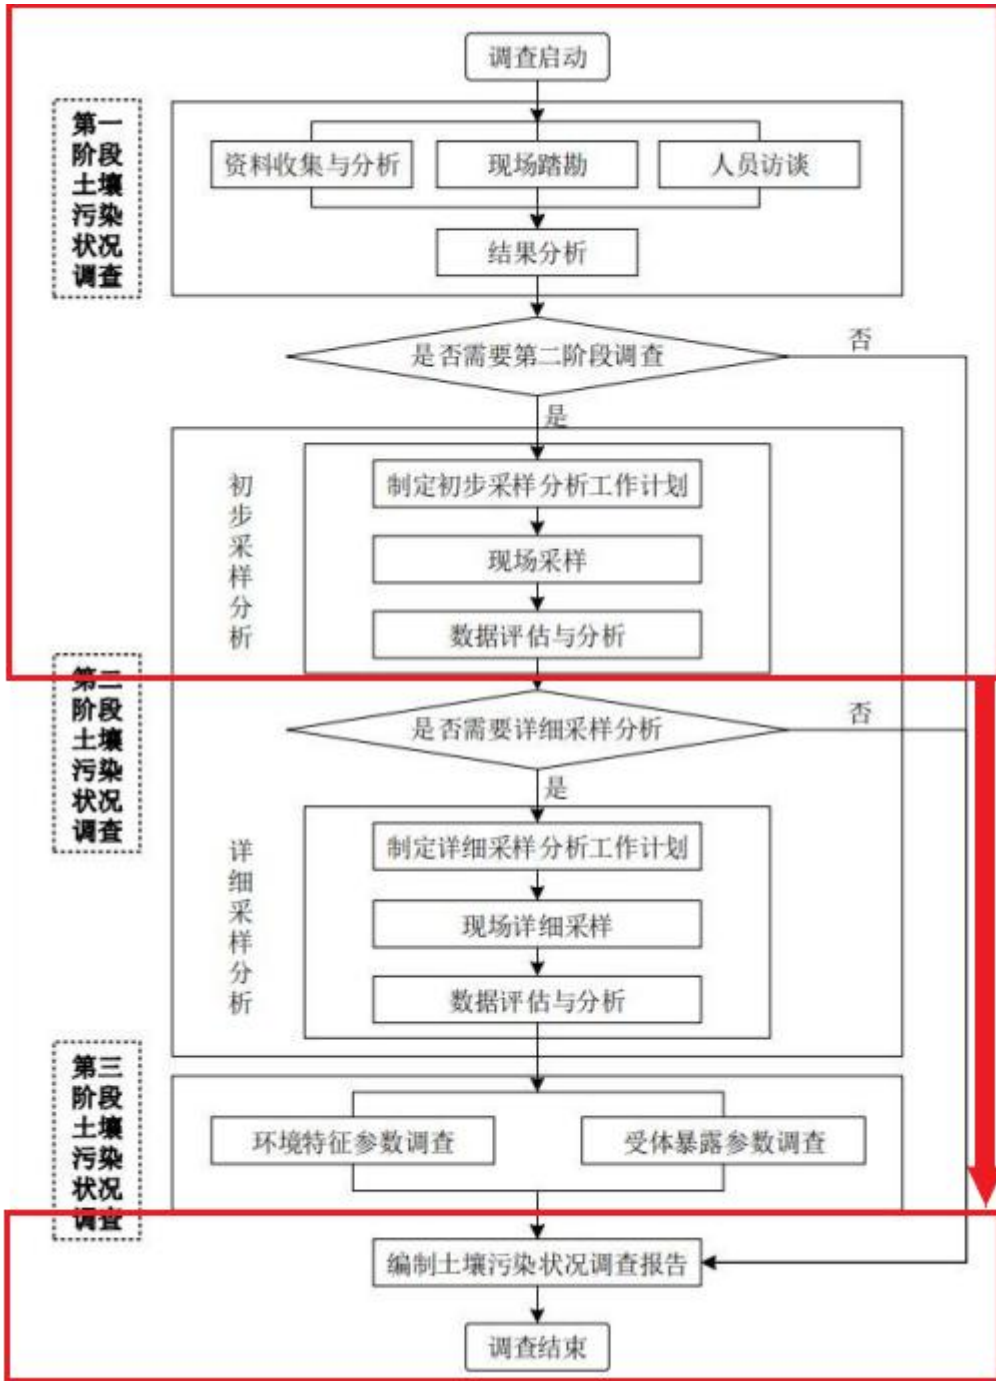 调查启动
第一
阶段
土壤
污染
状况
调查
资料收集与分析
现场踏勘
人员访谈
结果分析
是否需要第二阶段调查
否
是
初步采样分析
制定初步采样分析工作计划
现场采样
数据评估与分析
第二
阶段
土壤
污染
状况
调查
是否需要详细采样分析
否
是
详细采样分析
制定详细采样分析工作计划
现场详细采样
数据评估与分析
第三
阶段
土壤
污染
状况
调查
环境特征参数调查
受体暴露参数调查
编制土壤污染状况调查报告
调查结束